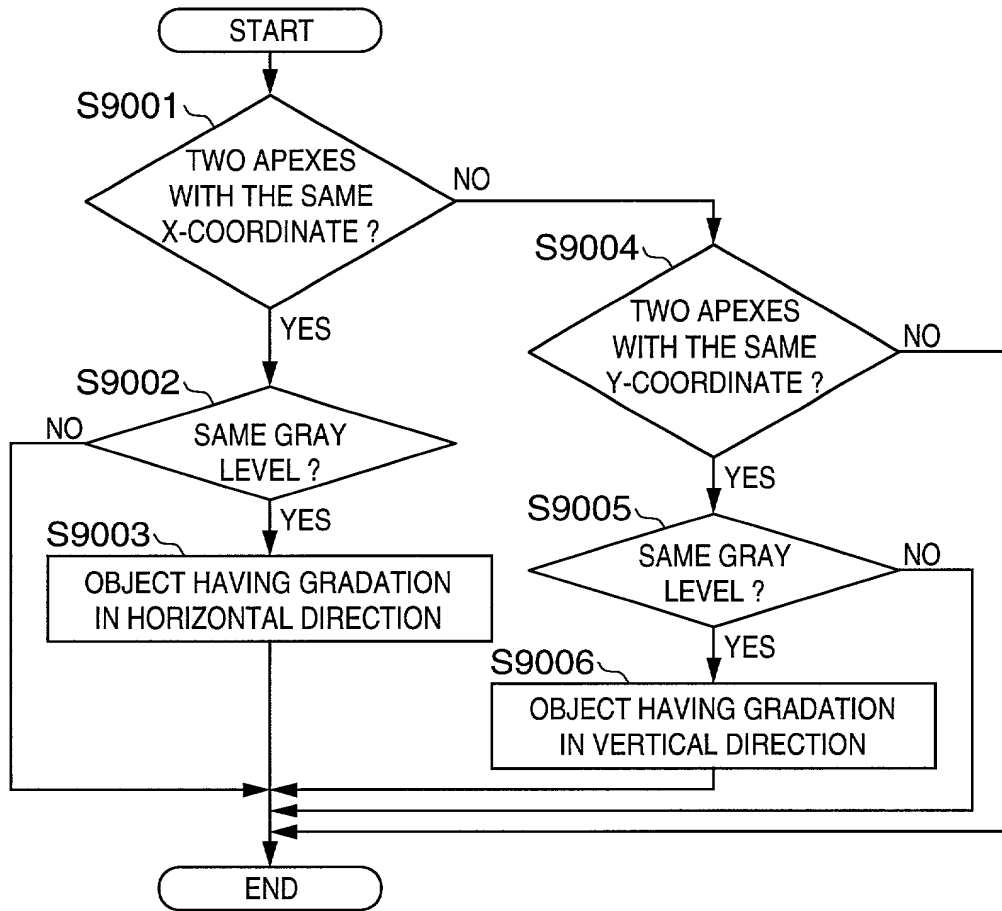 START
S9001
TWO APEXES
WITH THE SAME
X-COORDINATE ?
NO
YES
S9002
NO
SAME GRAY
LEVEL ?
YES
S9003
OBJECT HAVING GRADATION
IN HORIZONTAL DIRECTION
S9004
TWO APEXES
WITH THE SAME
Y-COORDINATE ?
NO
YES
S9005
SAME GRAY
LEVEL ?
NO
YES
S9006
OBJECT HAVING GRADATION
IN VERTICAL DIRECTION
END